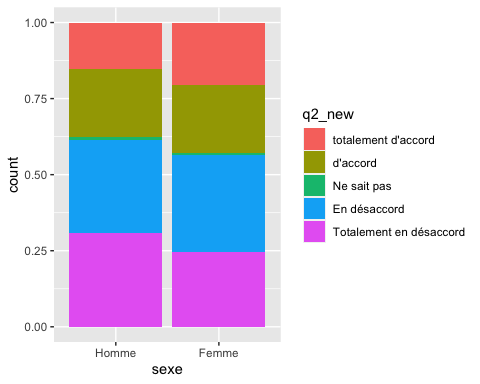 1.00
0.75
0.50
0.25
0.00
count
Homme
Femme
sexe
q2_new
totalement d'accord
d'accord
Ne sait pas
En désaccord
Totalement en désaccord